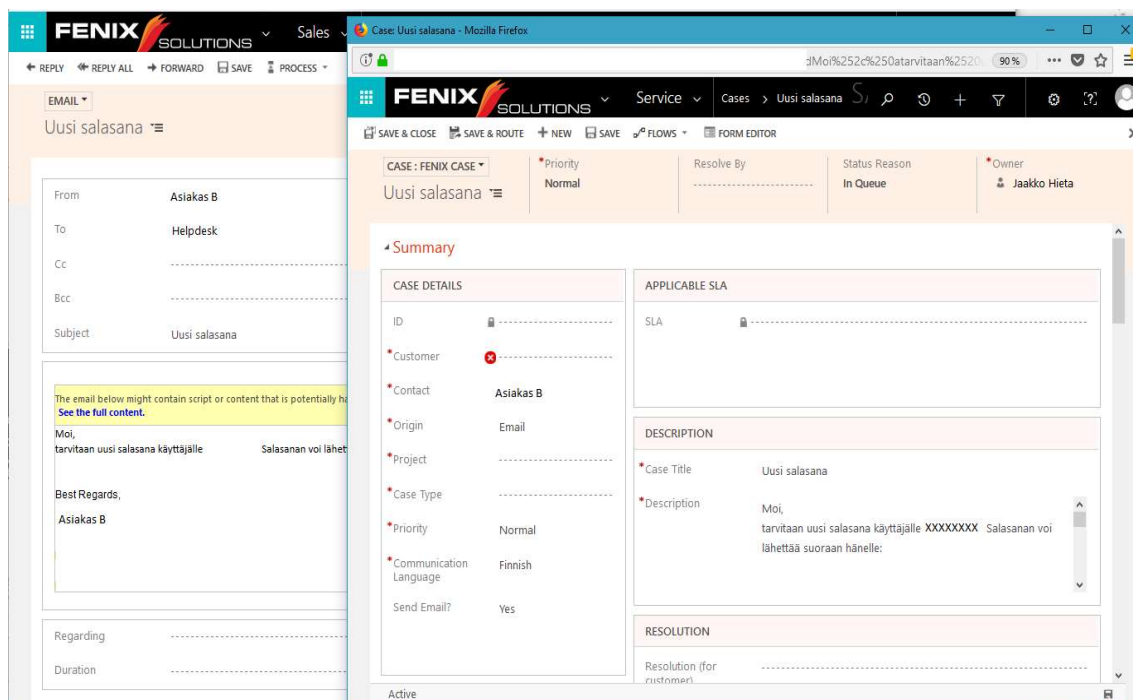 FENIX SOLUTIONS
Sales
REPLY REPLY ALL FORWARD SAVE PROCESS
EMAIL
Uusi salasana
From Asiakas B
To Helpdesk
Cc
Bcc
Subject Uusi salasana
The email below might contain script or content that is potentially ha
See the full content.
Moi,
tarvitaan uusi salasana käyttäjälle Salasanan voi lähet
Best Regards,
Asiakas B
Regarding
Duration
Case: Uusi salasana - Mozilla Firefox
dMoi%252c%250atarvitaan%2520 90%
FENIX SOLUTIONS
Service Cases > Uusi salasana
SAVE & CLOSE SAVE & ROUTE + NEW SAVE FLOWS FORM EDITOR
CASE : FENIX CASE
Uusi salasana
*Priority
Normal
Resolve By
Status Reason
In Queue
*Owner
Jaakko Hieta
Summary
CASE DETAILS
ID
*Customer
*Contact Asiakas B
*Origin Email
*Project
*Case Type
*Priority Normal
*Communication Language Finnish
Send Email? Yes
APPLICABLE SLA
SLA
DESCRIPTION
*Case Title Uusi salasana
*Description Moi,
tarvitaan uusi salasana käyttäjälle XXXXXXXX Salasanan voi
lähettää suoraan hänelle:
RESOLUTION
Resolution (for
customer)
Active